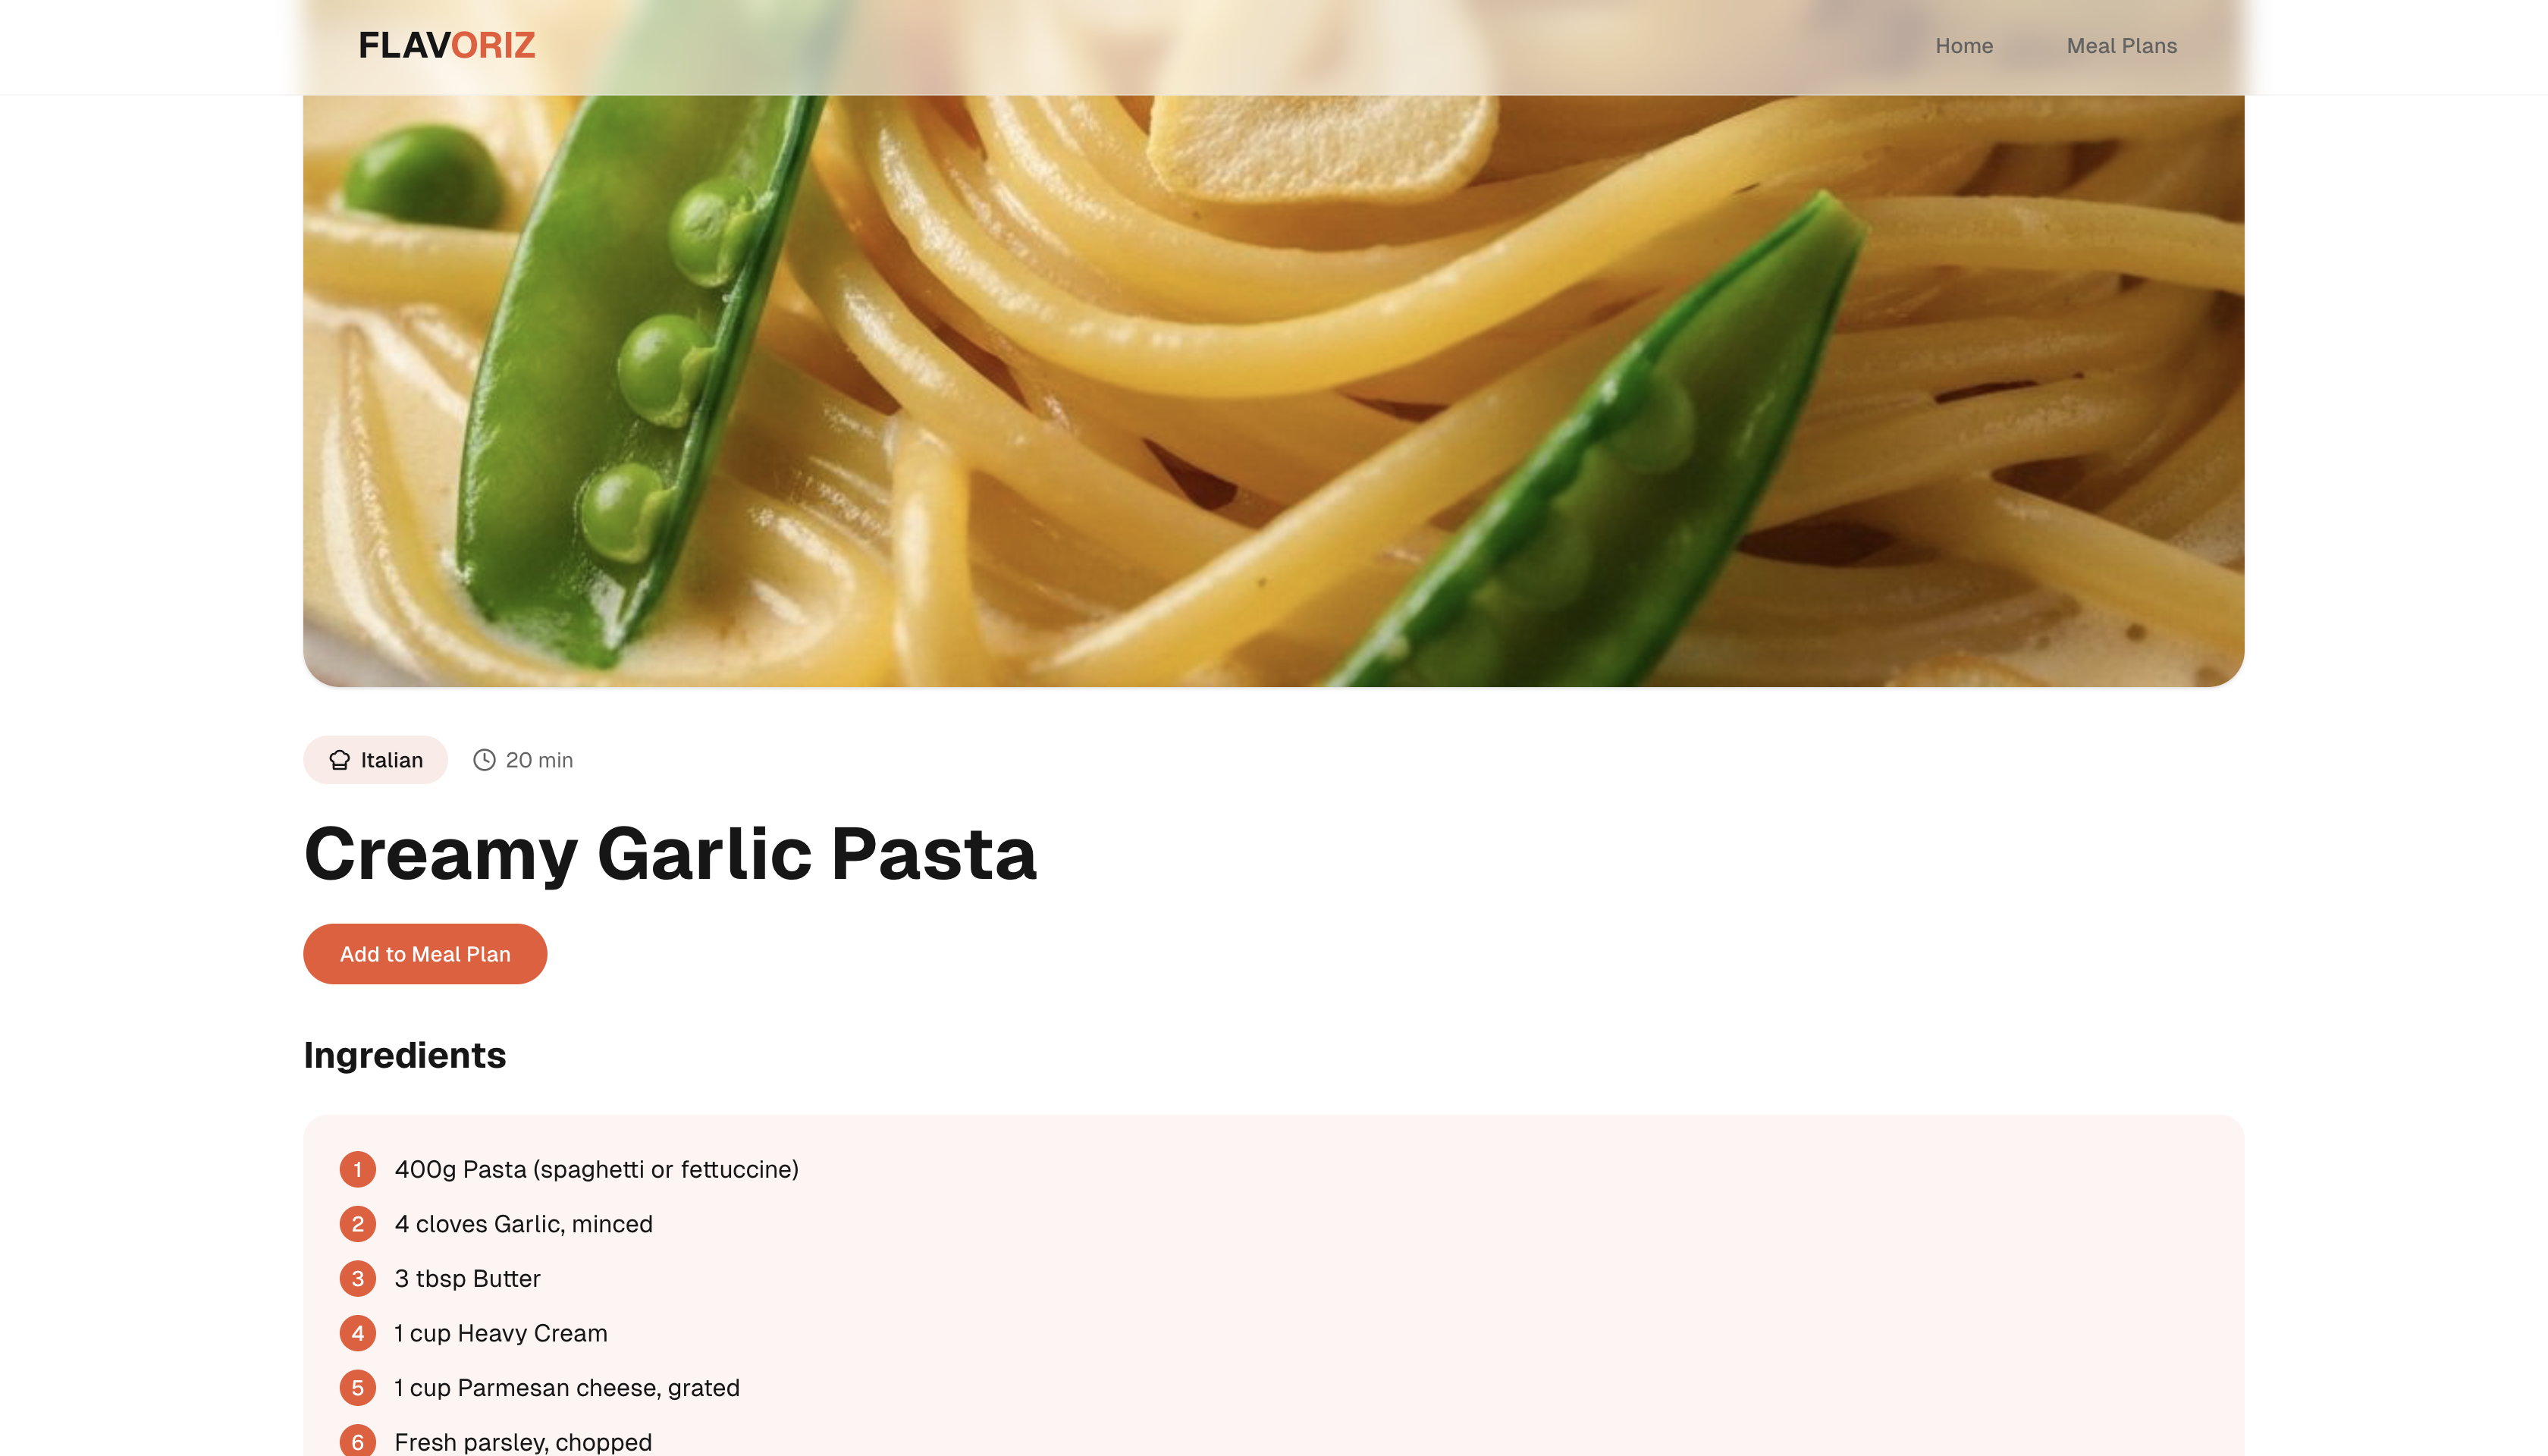 FLAVORIZ
Home
Meal Plans
Italian
20 min
Creamy Garlic Pasta
Add to Meal Plan
Ingredients
1 400g Pasta (spaghetti or fettuccine)
2 4 cloves Garlic, minced
3 3 tbsp Butter
4 1 cup Heavy Cream
5 1 cup Parmesan cheese, grated
6 Fresh parsley, chopped